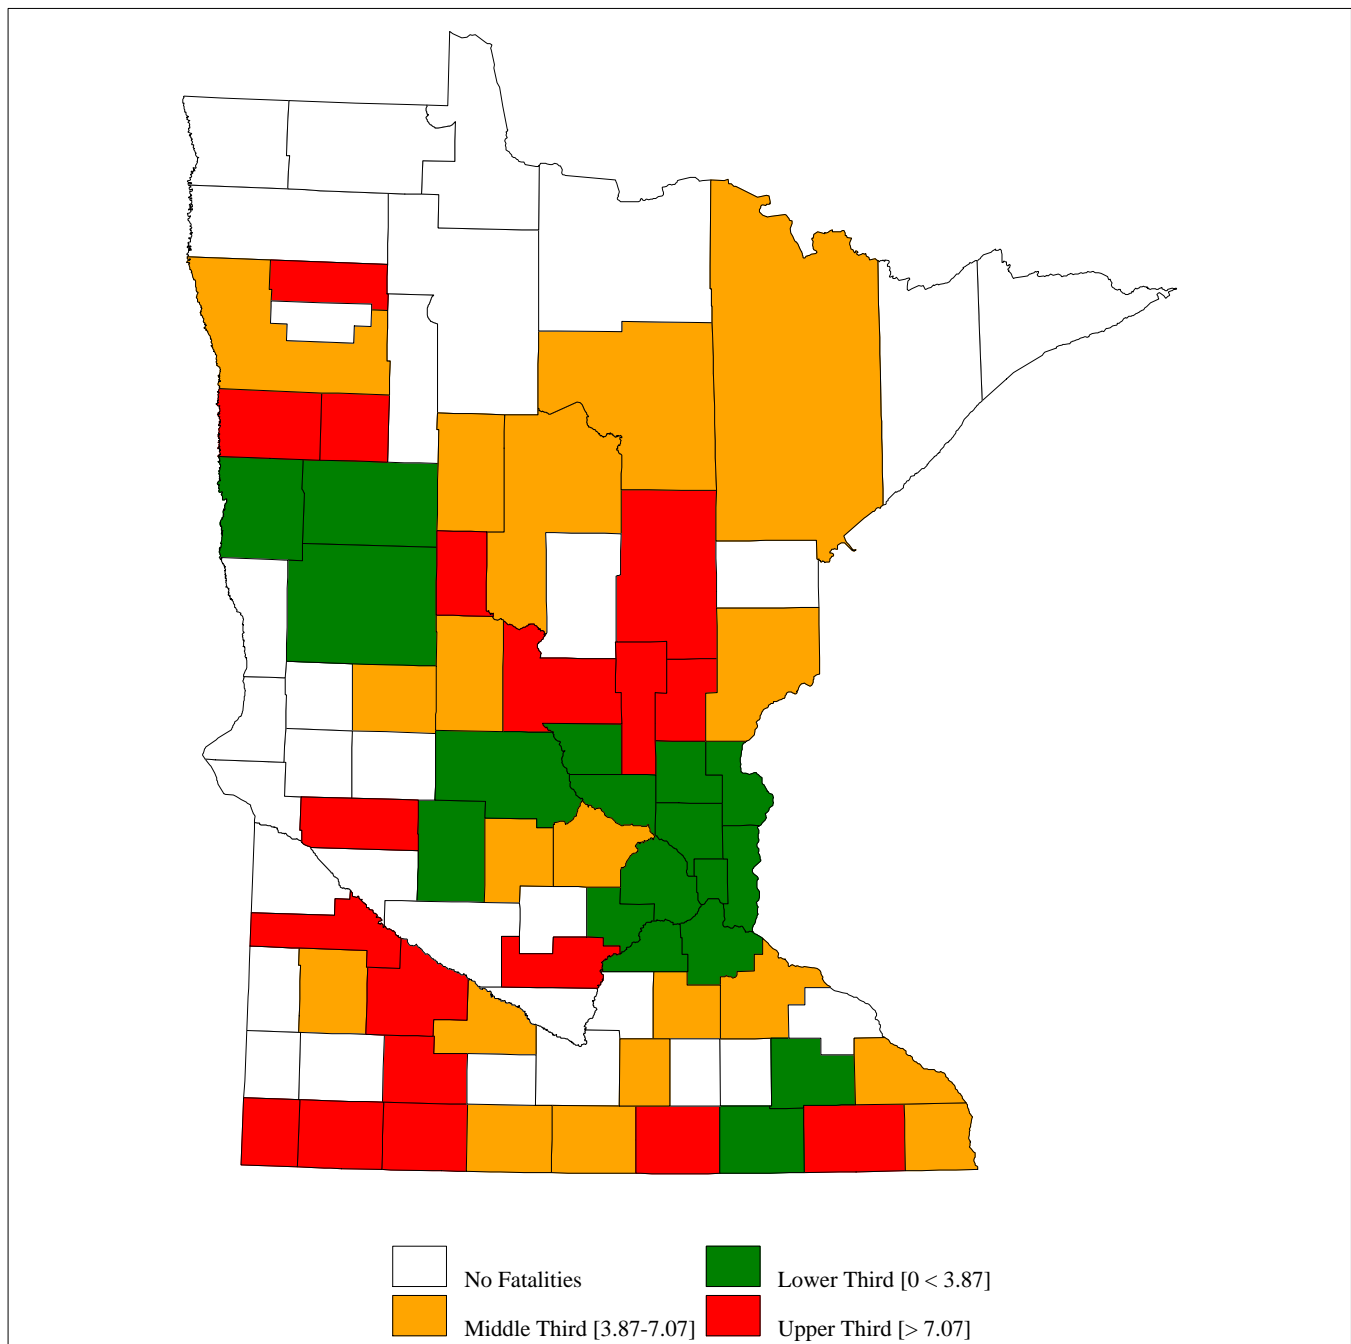 No Fatalities
Lower Third [0 < 3.87]
Middle Third [3.87-7.07]
Upper Third [> 7.07]